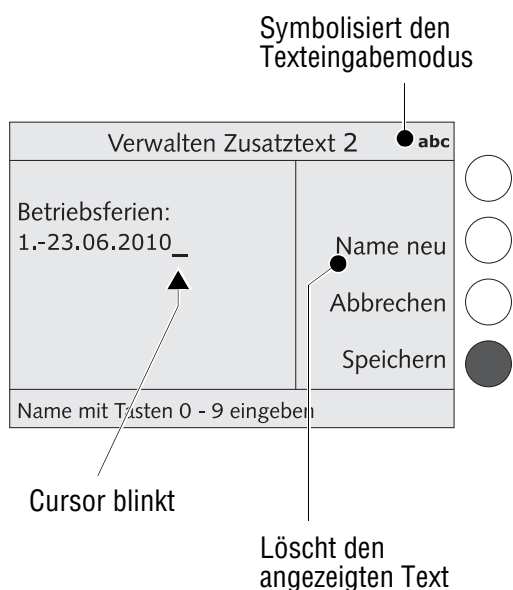 Symbolisiert den
Texteingabemodus
Verwalten Zusatztext 2 abc
Betriebsferien:
1.-23.06.2010_
Name neu
Abbrechen
Speichern
Name mit Tasten 0 - 9 eingeben
Cursor blinkt
Löscht den
angezeigten Text